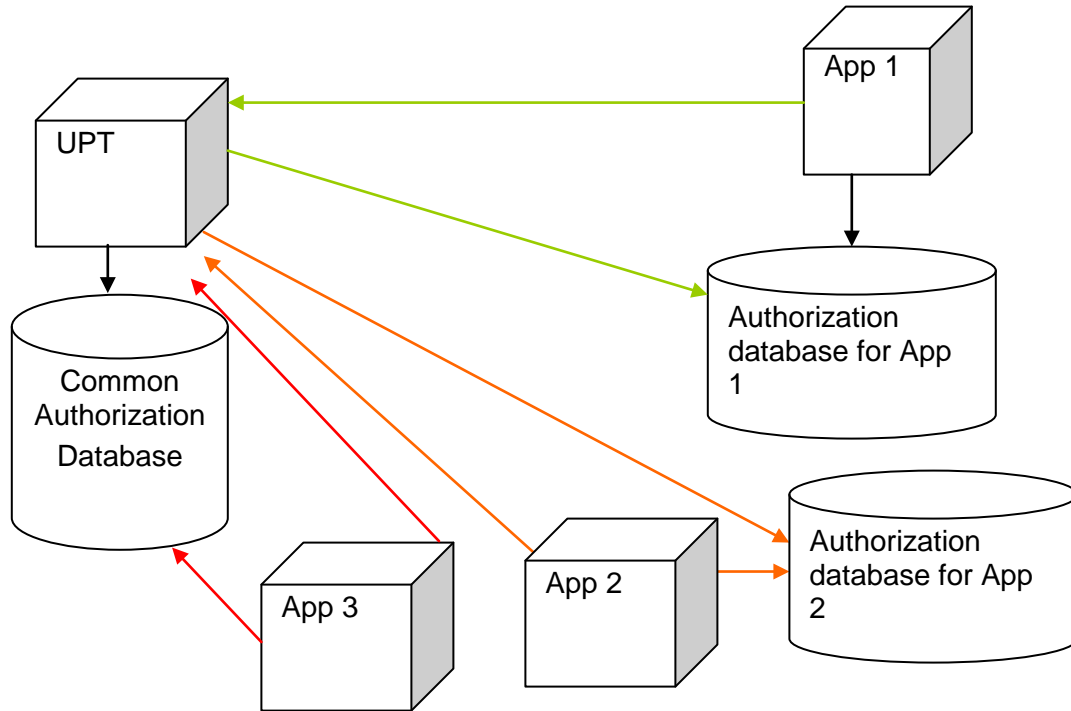 App 1
UPT
Authorization
database for App
1
Common
Authorization
Database
Authorization
database for App
2
App 2
App 3